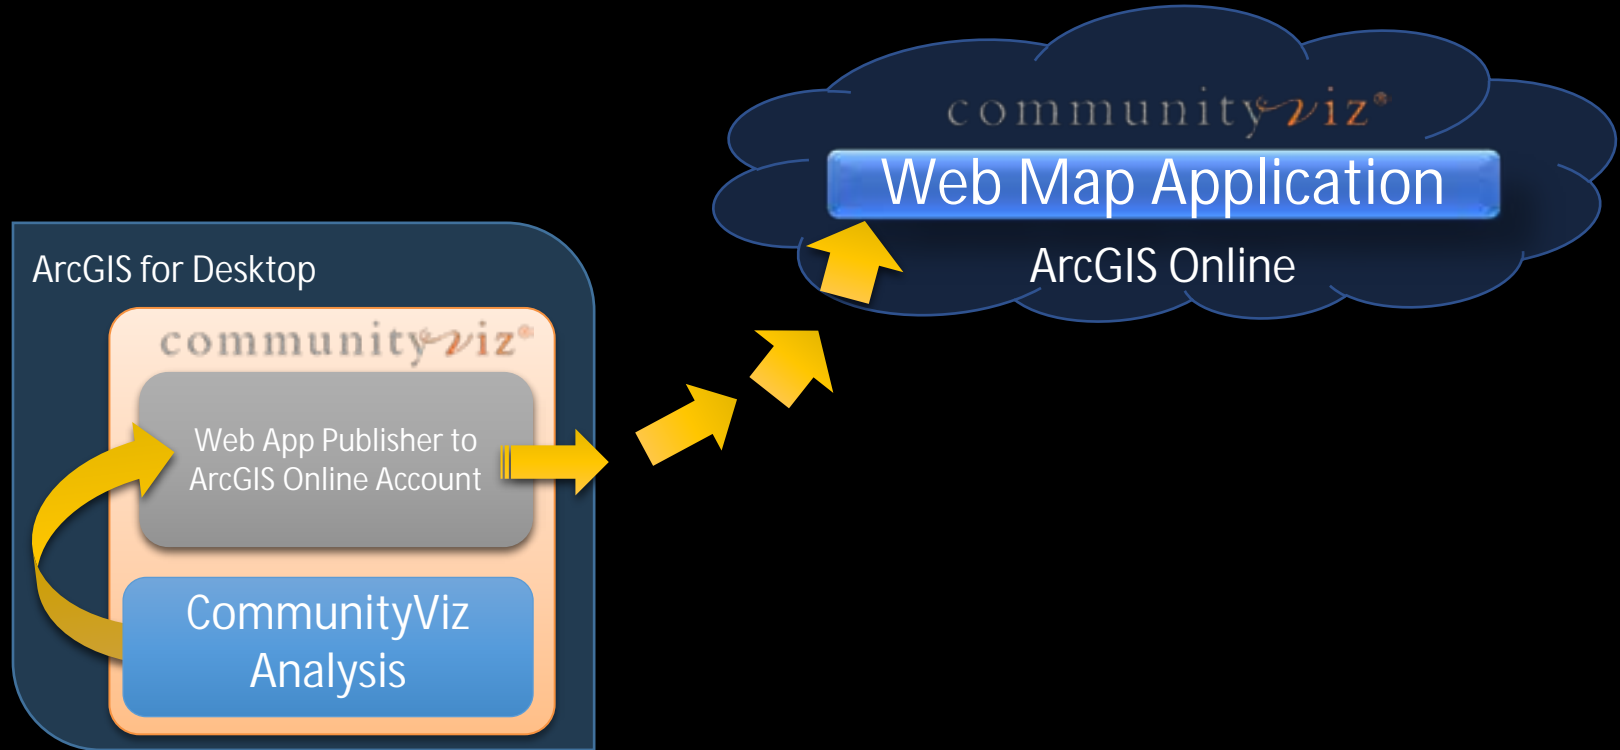 communityviz®
Web Map Application
ArcGIS Online
ArcGIS for Desktop
communityviz®
Web App Publisher to
ArcGIS Online Account
CommunityViz
Analysis